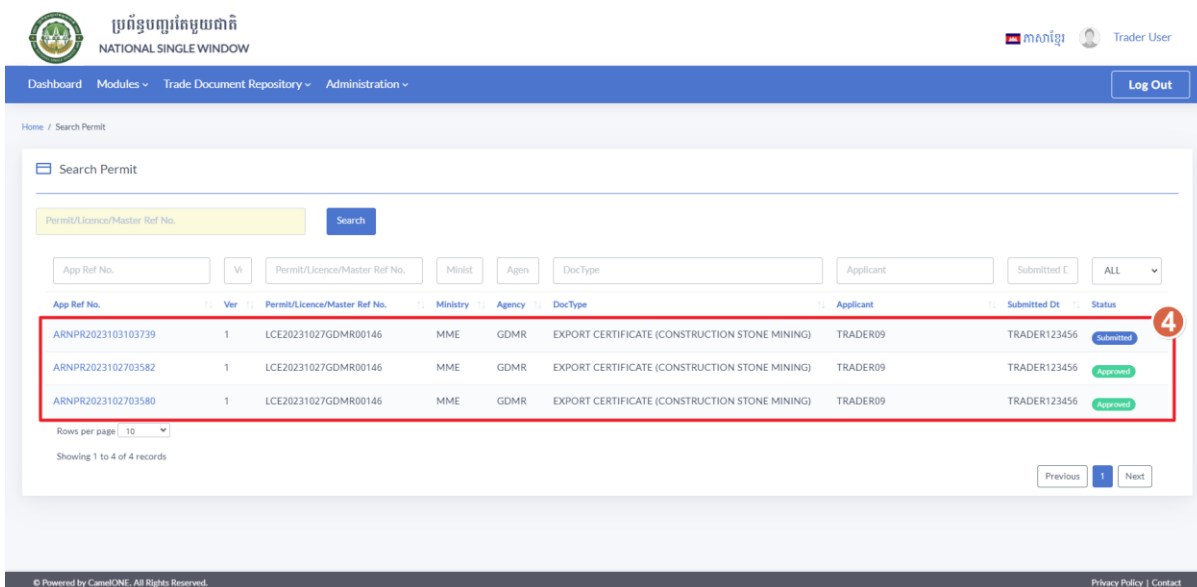 ប្រព័ន្ធបញ្ជរតែមួយជាតិ
NATIONAL SINGLE WINDOW
ភាសាខ្មែរ Trader User
Dashboard Modules Trade Document Repository Administration Log Out
Home / Search Permit
Search Permit
Permit/Licence/Master Ref No. Search
App Ref No. Ve Permit/Licence/Master Ref No. Minist Agen DocType Applicant Submitted D ALL
App Ref No. Ver Permit/Licence/Master Ref No. Ministry Agency DocType Applicant Submitted Dt Status
4
ARNPR2023103103739 1 LCE20231027GDMR00146 MME GDMR EXPORT CERTIFICATE (CONSTRUCTION STONE MINING) TRADER09 TRADER123456 Submitted
ARNPR2023102703582 1 LCE20231027GDMR00146 MME GDMR EXPORT CERTIFICATE (CONSTRUCTION STONE MINING) TRADER09 TRADER123456 Approved
ARNPR2023102703580 1 LCE20231027GDMR00146 MME GDMR EXPORT CERTIFICATE (CONSTRUCTION STONE MINING) TRADER09 TRADER123456 Approved
Rows per page 10
Showing 1 to 4 of 4 records
Previous 1 Next
© Powered by CamelONE. All Rights Reserved. Privacy Policy | Contact